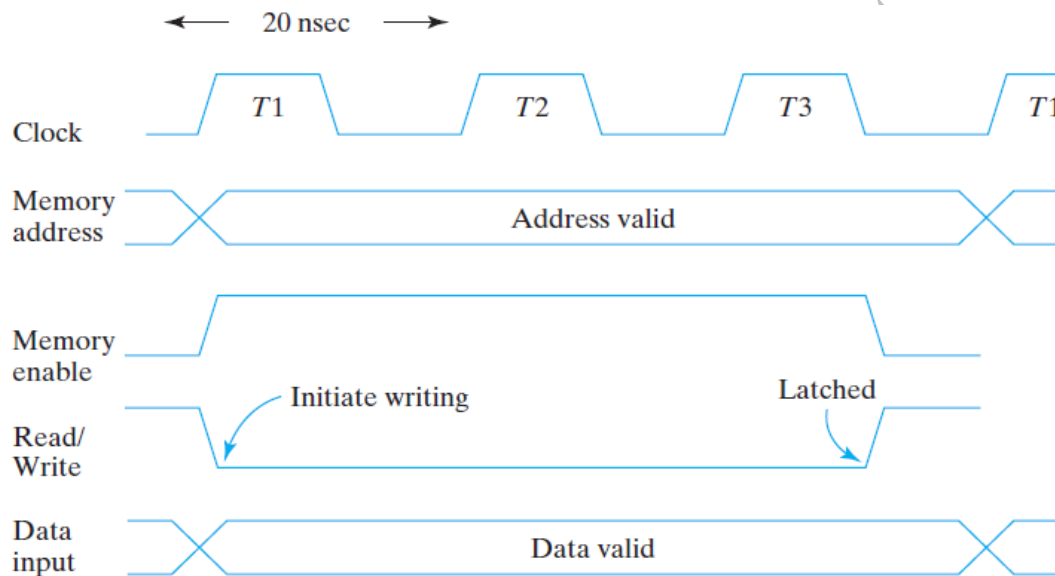 20 nsec
T1 T2 T3 T1
Clock
Memory
address
Address valid
Memory
enable
Initiate writing
Latched
Read/
Write
Data
input
Data valid